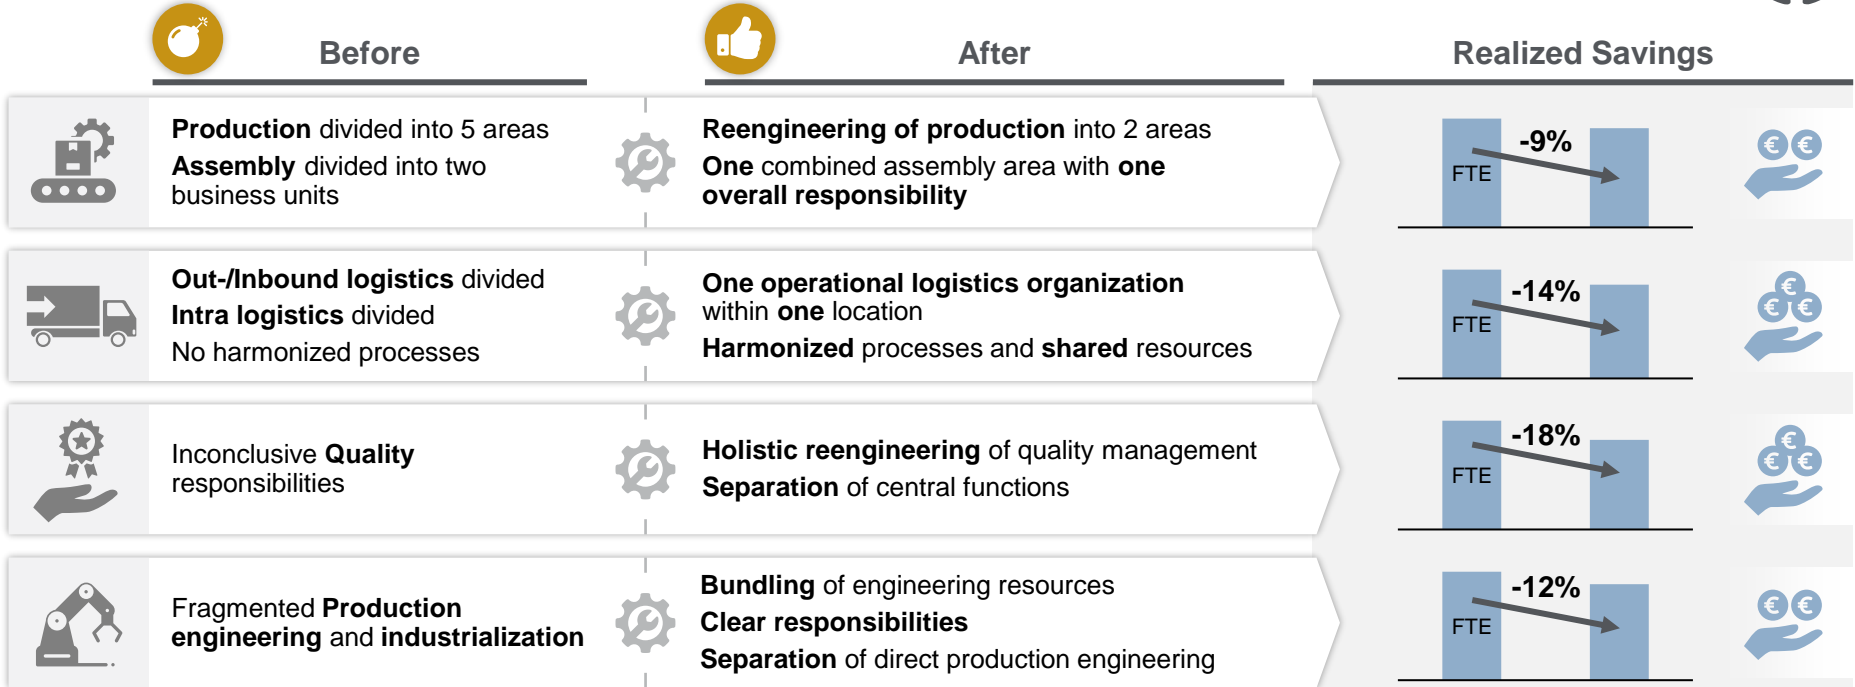 Before
After
Realized Savings
Production divided into 5 areas
Assembly divided into two
business units
Reengineering of production into 2 areas
One combined assembly area with one
overall responsibility
-9%
FTE
€ €
Out-/Inbound logistics divided
Intra logistics divided
No harmonized processes
One operational logistics organization
within one location
Harmonized processes and shared resources
-14%
FTE
€
€ €
Inconclusive Quality
responsibilities
Holistic reengineering of quality management
Separation of central functions
-18%
FTE
€
€ €
Fragmented Production
engineering and industrialization
Bundling of engineering resources
Clear responsibilities
Separation of direct production engineering
-12%
FTE
€ €